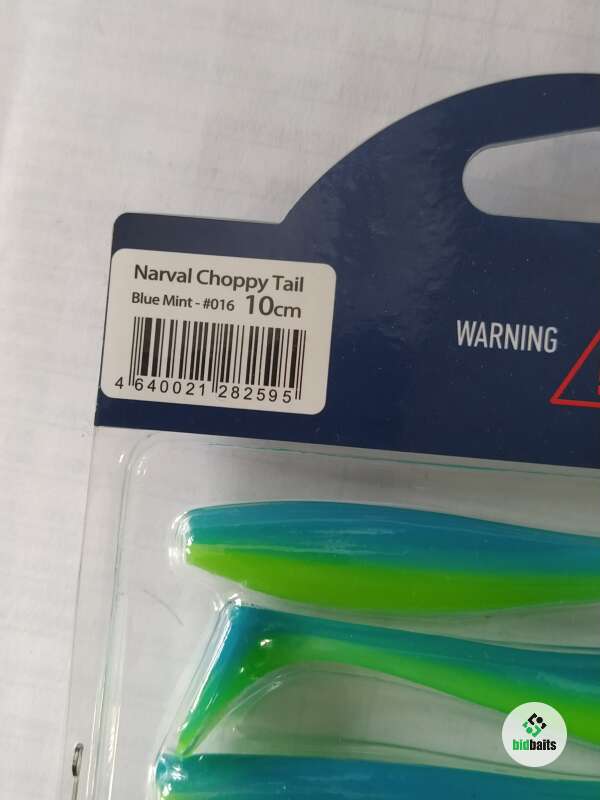 Narval Choppy Tail
Blue Mint - #016 10cm
4 640021 282595
WARNING
bidbaits